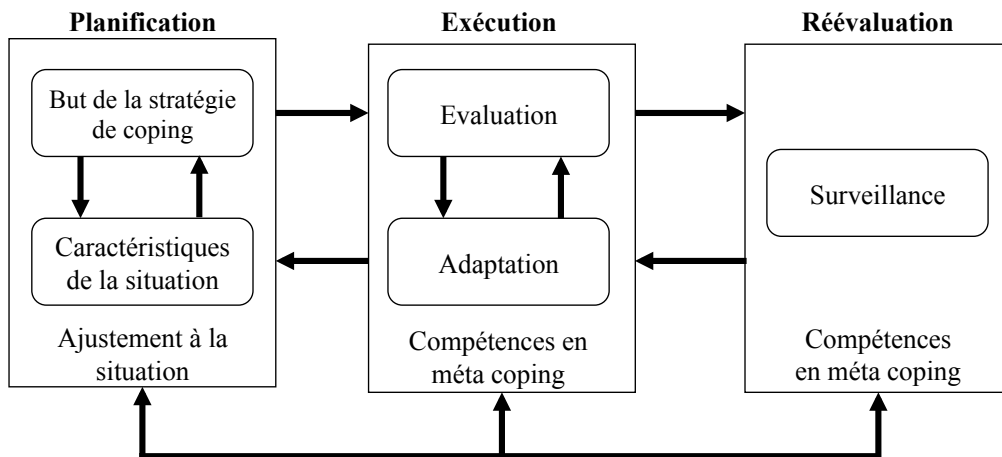 Planification
Exécution
Réévaluation
But de la stratégie
de coping
Caractéristiques
de la situation
Ajustement à la
situation
Evaluation
Adaptation
Compétences en
méta coping
Surveillance
Compétences
en méta coping